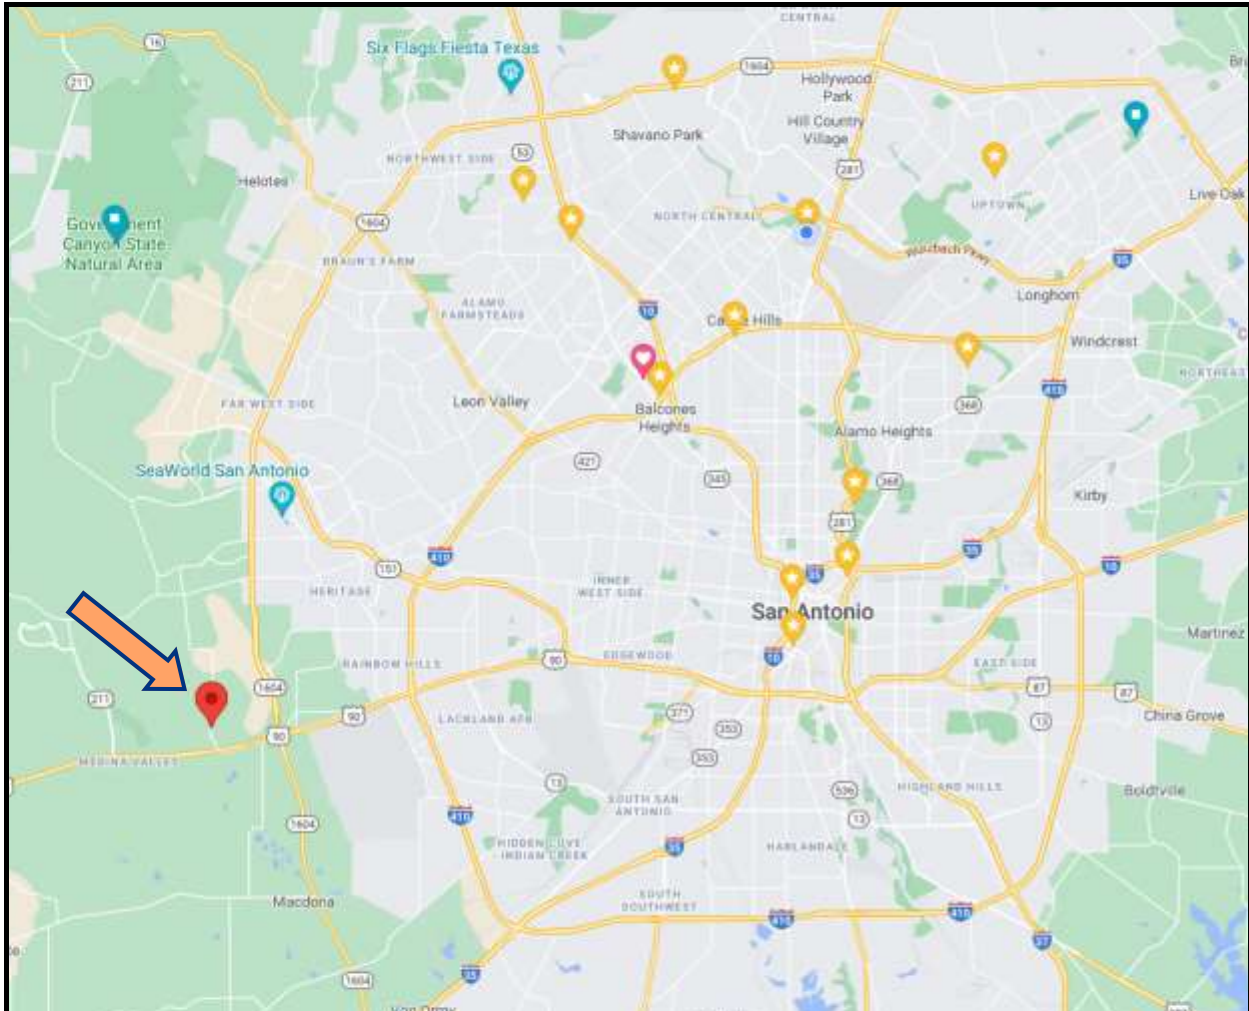 CENTRAL
16
Six Flags Fiesta Texas
211
1604
Hollywood
Park
Hill Country
Village
Shavano Park
53
NORTHWEST SIDE
281
Helotes
Live Oak
UPTOWN
NORTH CENTRAL
1604
Government
Canyon State
Natural Area
Wurzbach Pkwy
35
BRAUN'S FARM
Longhorn
ALAMO
FARMSTEADS
10
Castle Hills
Windcrest
410
FAR WEST SIDE
Leon Valley
368
Balcones
Heights
Alamo Heights
421
SeaWorld San Antonio
345
368
Kirby
281
410
35
10
151
35
HERITAGE
INNER
WEST SIDE
San Antonio
Martinez
RAINBOW HILLS
90
EDGEWOOD
10
EAST SIDE
1604
87
87
211
90
LACKLAND AFB
371
353
13
China Grove
90
MEDINA VALLEY
353
13
536
HIGHLAND HILLS
Boldtville
SOUTH SAN
ANTONIO
410
1604
13
HIDDEN COVE
- INDIAN CREEK
35
HARLANDALE
Macdona
SOUTH
SOUTHWEST
410
410
37
35
1604
Van Ormy